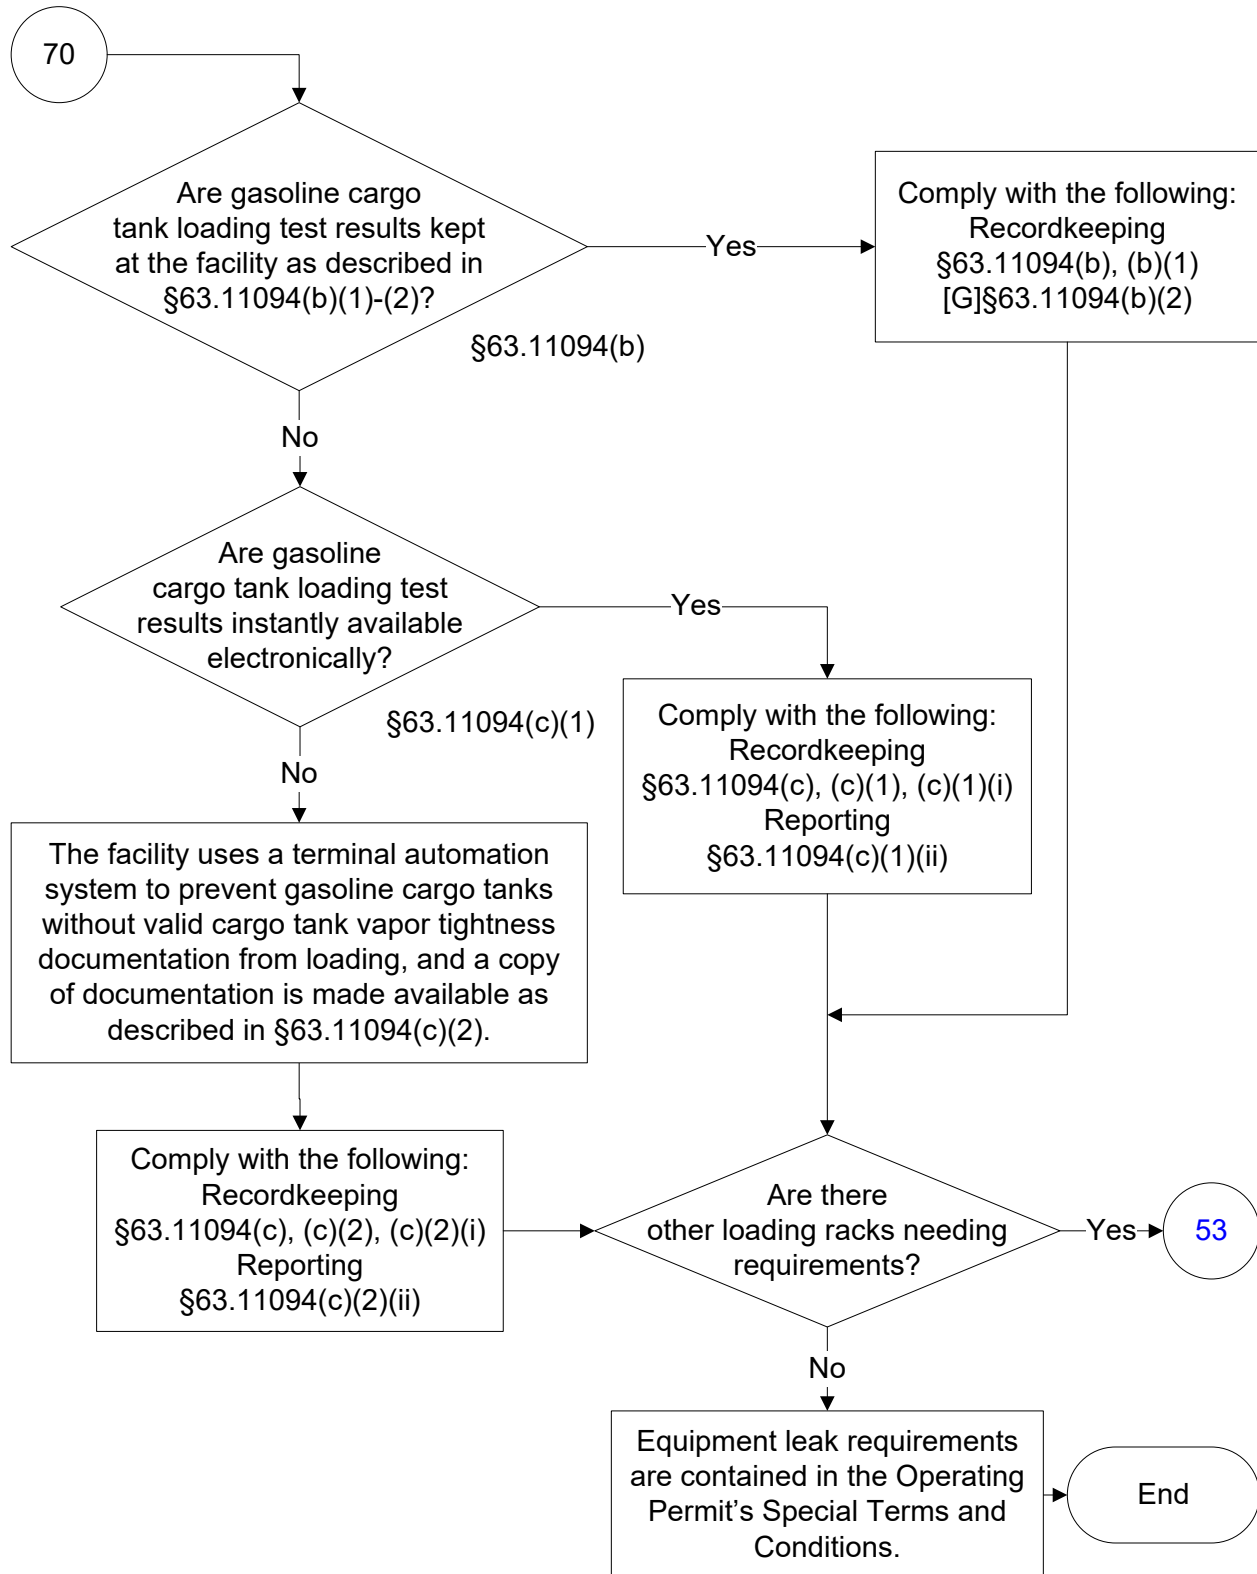 70
Are gasoline cargo
tank loading test results kept
at the facility as described in
§63.11094(b)(1)-(2)?
§63.11094(b)
Yes
Comply with the following:
Recordkeeping
§63.11094(b), (b)(1)
[G]§63.11094(b)(2)
No
Are gasoline
cargo tank loading test
results instantly available
electronically?
§63.11094(c)(1)
Yes
Comply with the following:
Recordkeeping
§63.11094(c), (c)(1), (c)(1)(i)
Reporting
§63.11094(c)(1)(ii)
No
The facility uses a terminal automation
system to prevent gasoline cargo tanks
without valid cargo tank vapor tightness
documentation from loading, and a copy
of documentation is made available as
described in §63.11094(c)(2).
Comply with the following:
Recordkeeping
§63.11094(c), (c)(2), (c)(2)(i)
Reporting
§63.11094(c)(2)(ii)
Are there
other loading racks needing
requirements?
Yes
53
No
Equipment leak requirements
are contained in the Operating
Permit's Special Terms and
Conditions.
End